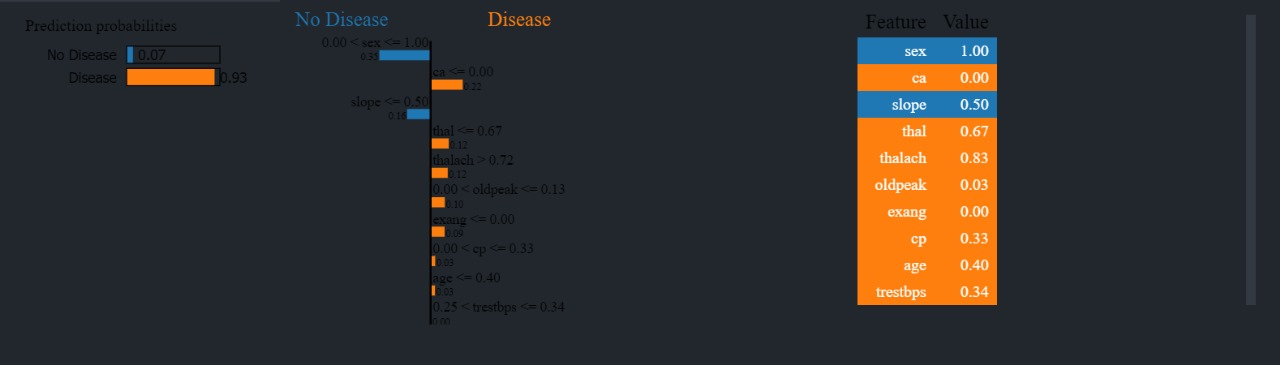 Prediction probabilities
No Disease 0.07
Disease 0.93
No Disease Disease
0.00 < sex <= 1.00
0.35
ca <= 0.00
0.22
slope <= 0.50
0.16
thal <= 0.67
0.12
thalach > 0.72
0.12
0.00 < oldpeak <= 0.13
0.10
exang <= 0.00
0.09
0.00 < cp <= 0.33
0.03
age <= 0.40
0.03
0.25 < trestbps <= 0.34
0.00
Feature Value
sex 1.00
ca 0.00
slope 0.50
thal 0.67
thalach 0.83
oldpeak 0.03
exang 0.00
cp 0.33
age 0.40
trestbps 0.34